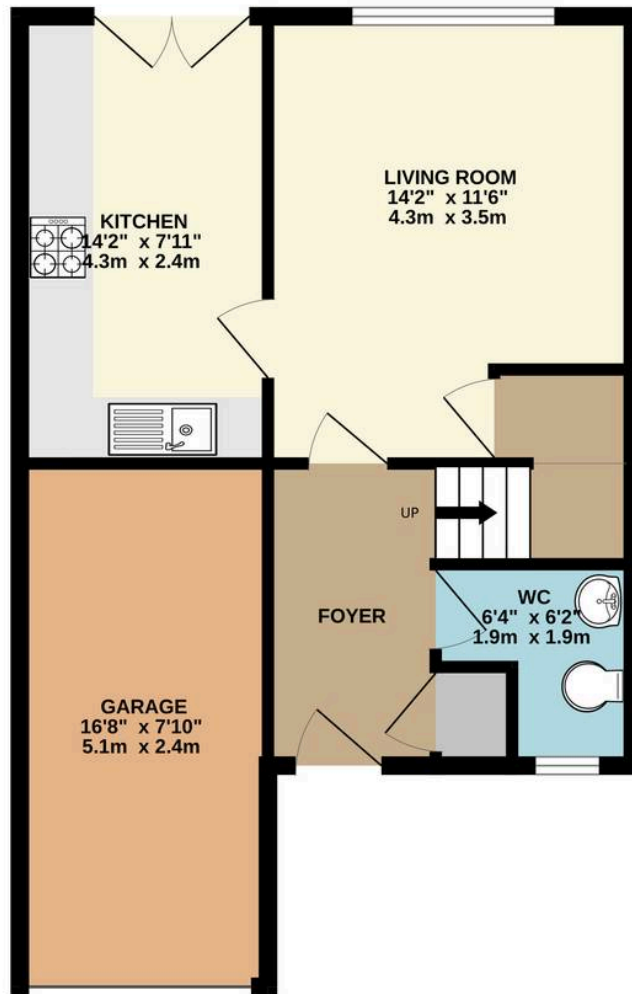 KITCHEN
14'2" x 7'11"
4.3m x 2.4m
LIVING ROOM
14'2" x 11'6"
4.3m x 3.5m
UP
FOYER
WC
6'4" x 6'2"
1.9m x 1.9m
GARAGE
16'8" x 7'10"
5.1m x 2.4m